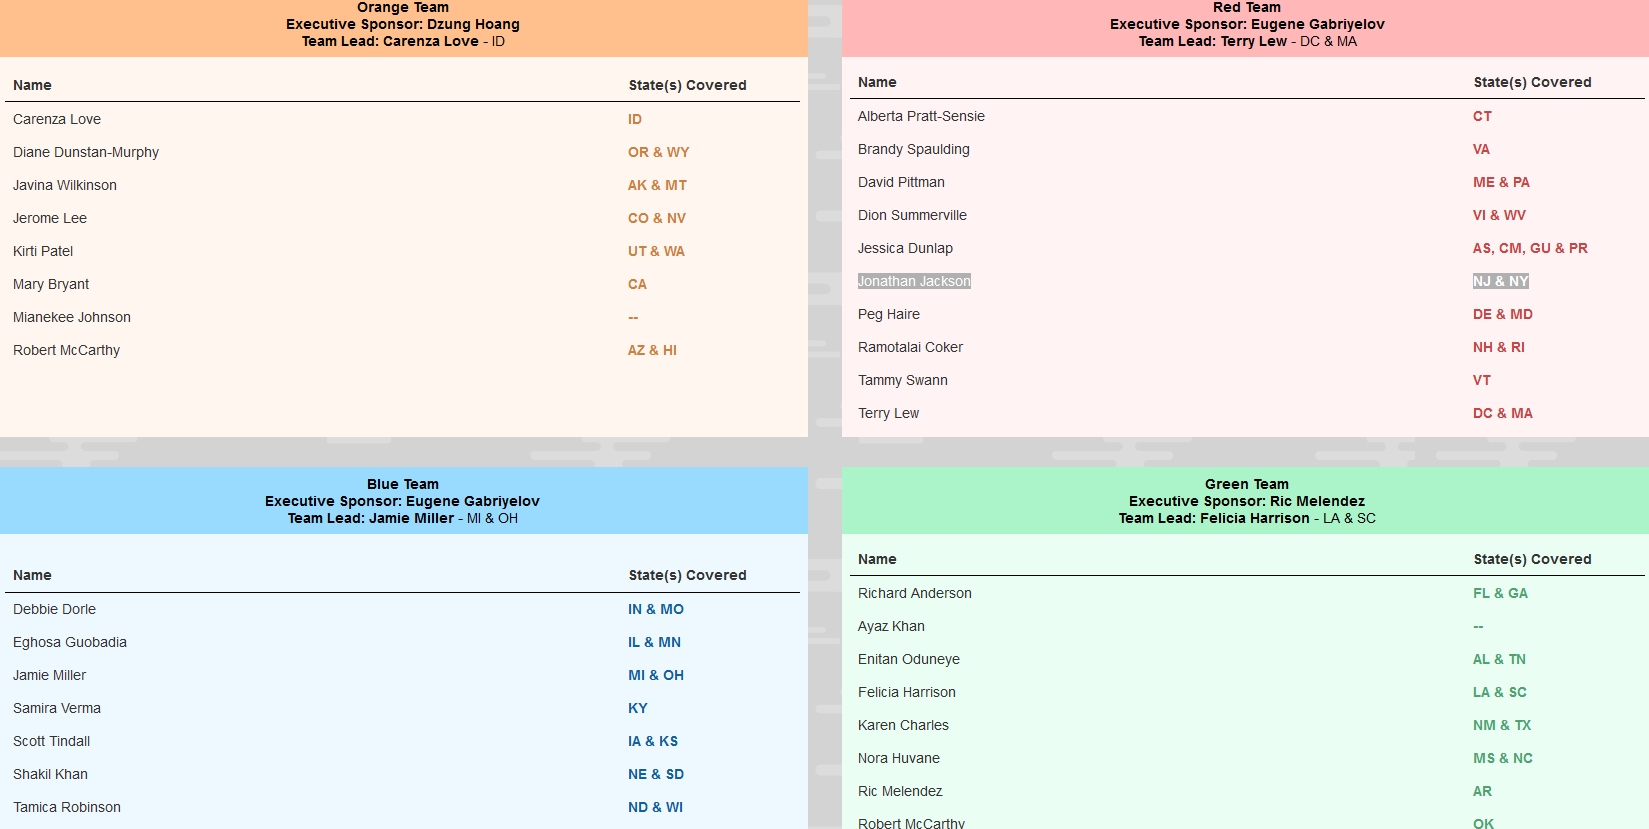 Orange Team
Executive Sponsor: Dzung Hoang
Team Lead: Carenza Love - ID
Name State(s) Covered
Carenza Love ID
Diane Dunstan-Murphy OR & WY
Javina Wilkinson AK & MT
Jerome Lee CO & NV
Kirti Patel UT & WA
Mary Bryant CA
Mianekee Johnson --
Robert McCarthy AZ & HI
Red Team
Executive Sponsor: Eugene Gabriyelov
Team Lead: Terry Lew - DC & MA
Name State(s) Covered
Alberta Pratt-Sensie CT
Brandy Spaulding VA
David Pittman ME & PA
Dion Summerville VI & WV
Jessica Dunlap AS, CM, GU & PR
Jonathan Jackson NJ & NY
Peg Haire DE & MD
Ramotalai Coker NH & RI
Tammy Swann VT
Terry Lew DC & MA
Blue Team
Executive Sponsor: Eugene Gabriyelov
Team Lead: Jamie Miller - MI & OH
Name State(s) Covered
Debbie Dorle IN & MO
Eghosa Guobadia IL & MN
Jamie Miller MI & OH
Samira Verma KY
Scott Tindall IA & KS
Shakil Khan NE & SD
Tamica Robinson ND & WI
Green Team
Executive Sponsor: Ric Melendez
Team Lead: Felicia Harrison - LA & SC
Name State(s) Covered
Richard Anderson FL & GA
Ayaz Khan --
Enitan Oduneye AL & TN
Felicia Harrison LA & SC
Karen Charles NM & TX
Nora Huvane MS & NC
Ric Melendez AR
Robert McCarthy OK